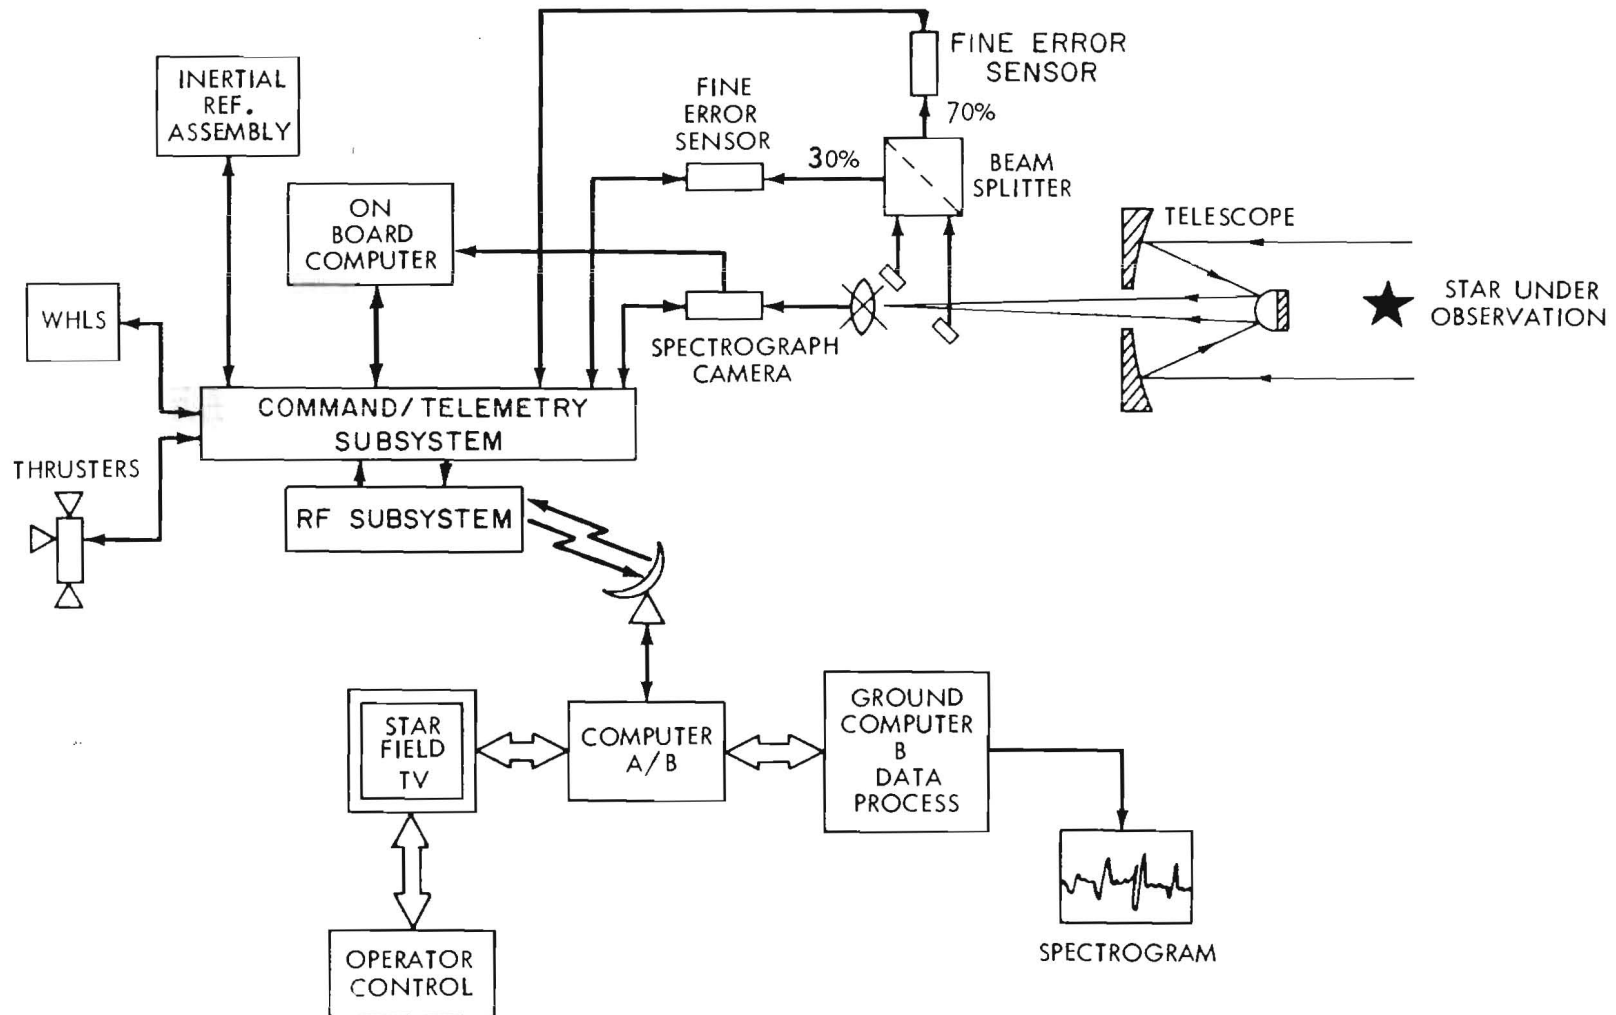 INERTIAL
REF.
ASSEMBLY
FINE
ERROR
SENSOR
FINE ERROR
SENSOR
70%
30%
BEAM
SPLITTER
ON
BOARD
COMPUTER
TELESCOPE
STAR UNDER
OBSERVATION
WHLS
SPECTROGRAPH
CAMERA
COMMAND/TELEMETRY
SUBSYSTEM
THRUSTERS
RF SUBSYSTEM
STAR
FIELD
TV
COMPUTER
A/B
GROUND
COMPUTER
B
DATA
PROCESS
SPECTROGRAM
OPERATOR
CONTROL